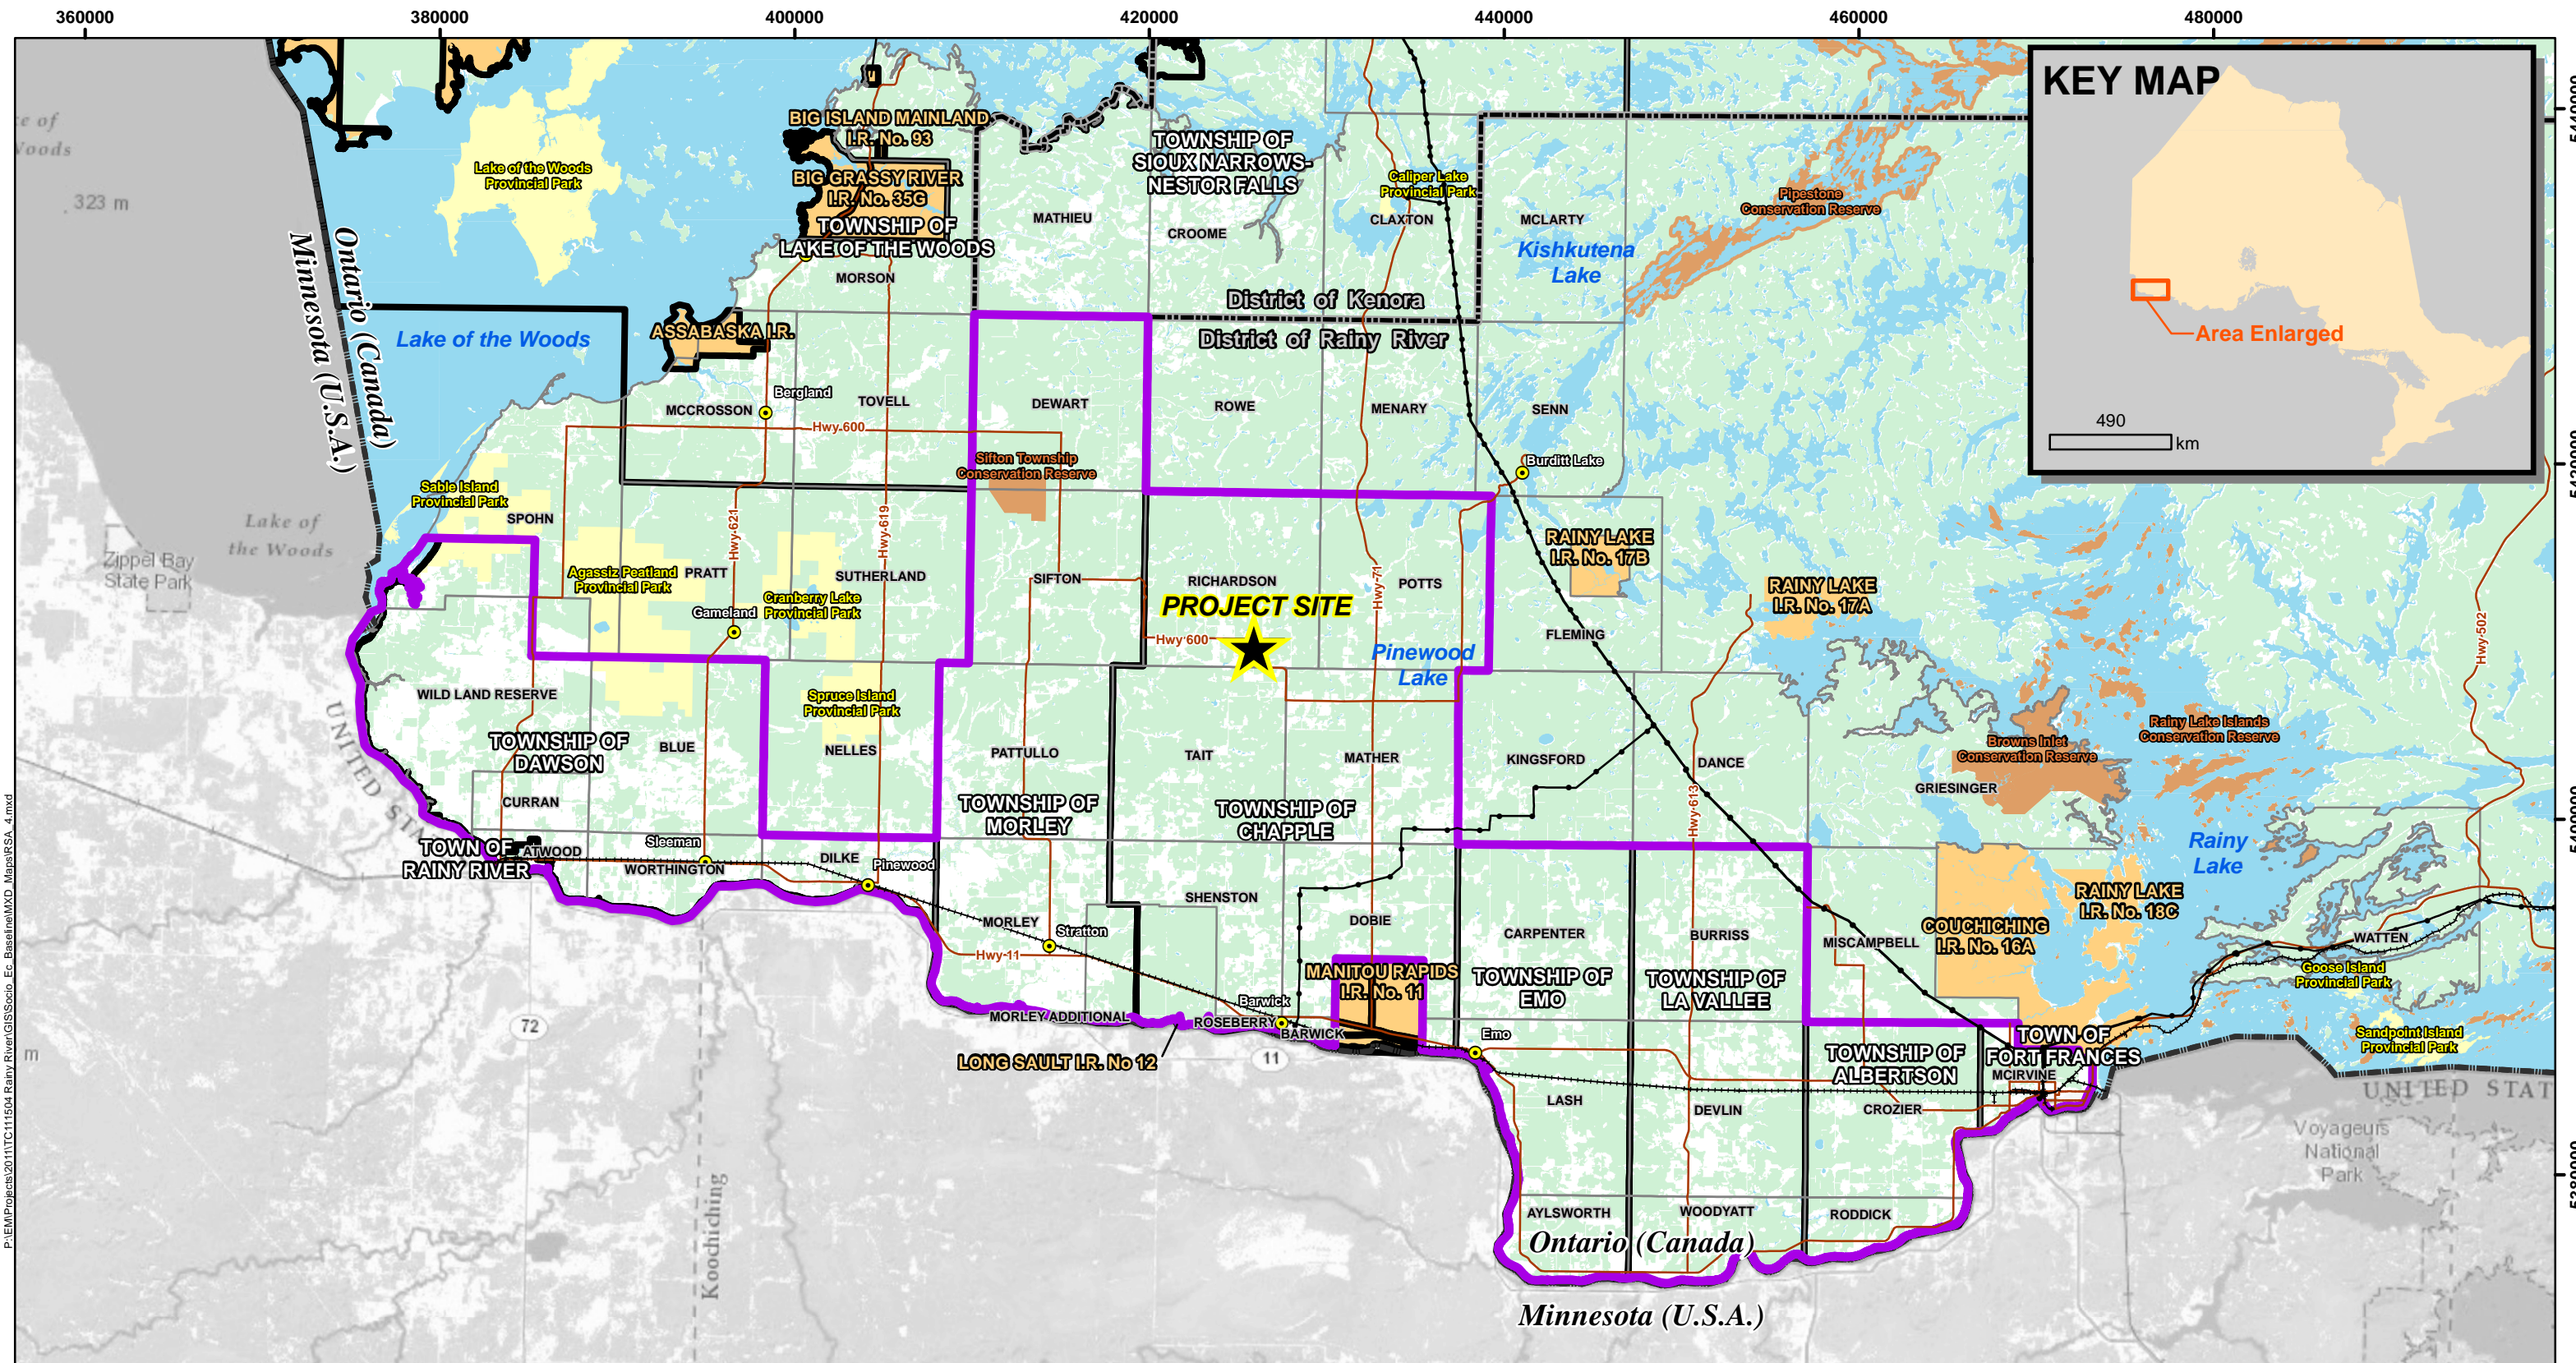 360000
380000
400000
420000
440000
460000
480000
KEY MAP
Area Enlarged
490
km
BIG ISLAND MAINLAND
I.R. No. 93
BIG GRASSY RIVER
I.R. No. 35G
TOWNSHIP OF
LAKE OF THE WOODS
TOWNSHIP OF
SIOUX NARROWS-
NESTOR FALLS
Lake of the Woods
Provincial Park
Caliper Lake
Provincial Park
Pipestone
Conservation Reserve
323 m
MATHIEU
CROOME
CLAXTON
MCLARTY
Kishkutena
Lake
MORSON
Ontario (Canada)
Minnesota (U.S.A.)
District of Kenora
District of Rainy River
Lake of the Woods
ASSABASKA I.R.
Bergland
MCCROSSON
TOVELL
DEWART
ROWE
MENARY
SENN
Hwy 600
Burditt Lake
Sifton Township
Conservation Reserve
Sable Island
Provincial Park
SPOHN
Lake of
the Woods
Zippel Bay
State Park
Hwy 621
Hwy 619
Agassiz Peatland
Provincial Park
PRATT
SUTHERLAND
SIFTON
RICHARDSON
POTTS
Hwy 71
RAINY LAKE
I.R. No. 17B
RAINY LAKE
I.R. No. 17A
Cranberry Lake
Provincial Park
Gameland
PROJECT SITE
Hwy 600
Pinewood
Lake
FLEMING
Hwy 502
WILD LAND RESERVE
Spruce Island
Provincial Park
Rainy Lake Islands
Conservation Reserve
Browns Inlet
Conservation Reserve
TOWNSHIP OF
DAWSON
BLUE
NELLES
PATTULLO
TAIT
MATHER
KINGSFORD
DANCE
GRIESINGER
CURRAN
TOWNSHIP OF
MORLEY
TOWNSHIP OF
CHAPPLE
Hwy 613
Rainy
Lake
TOWN OF
RAINY RIVER
ATWOOD
Sleeman
WORTHINGTON
DILKE
Pinewood
SHENSTON
DOBIE
MORLEY
Stratton
Hwy 11
CARPENTER
BURRISS
MISCAMPBELL
COUCHICHING
I.R. No. 16A
RAINY LAKE
I.R. No. 18C
WATTEN
Goose Island
Provincial Park
MANITOU RAPIDS
I.R. No. 11
TOWNSHIP OF
EMO
TOWNSHIP OF
LA VALLEE
Barwick
MORLEY ADDITIONAL
ROSEBERRY
BARWICK
Emo
LONG SAULT I.R. No 12
72
11
TOWNSHIP OF
ALBERTSON
TOWN OF
FORT FRANCES
MCIRVINE
Sandpoint Island
Provincial Park
UNITED STAT
LASH
DEVLIN
CROZIER
Voyageurs
National
Park
AYLSWORTH
WOODYATT
RODDICK
Koochiching
Ontario (Canada)
Minnesota (U.S.A.)
P:\EM\Projects\2011\TC111504 Rainy River\GIS\Socio_Ec_Baseline\MXD_Maps\RSA_4.mxd